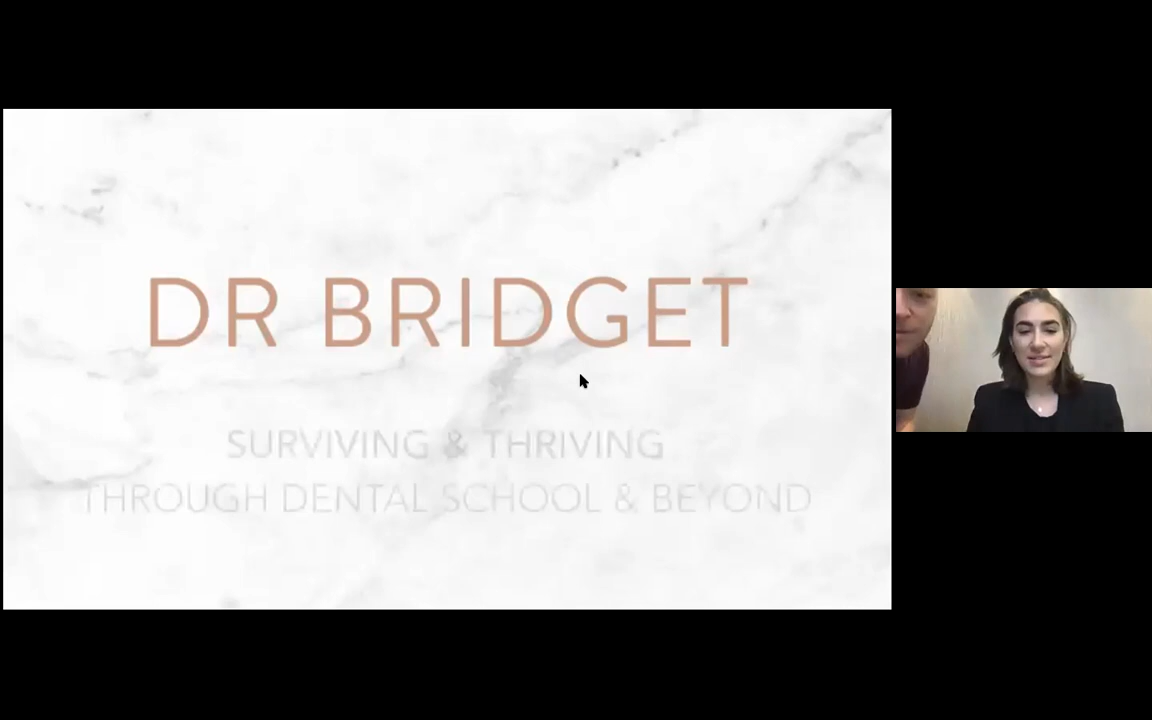 DR BRIDGET
SURVIVING & THRIVING
THROUGH DENTAL SCHOOL & BEYOND